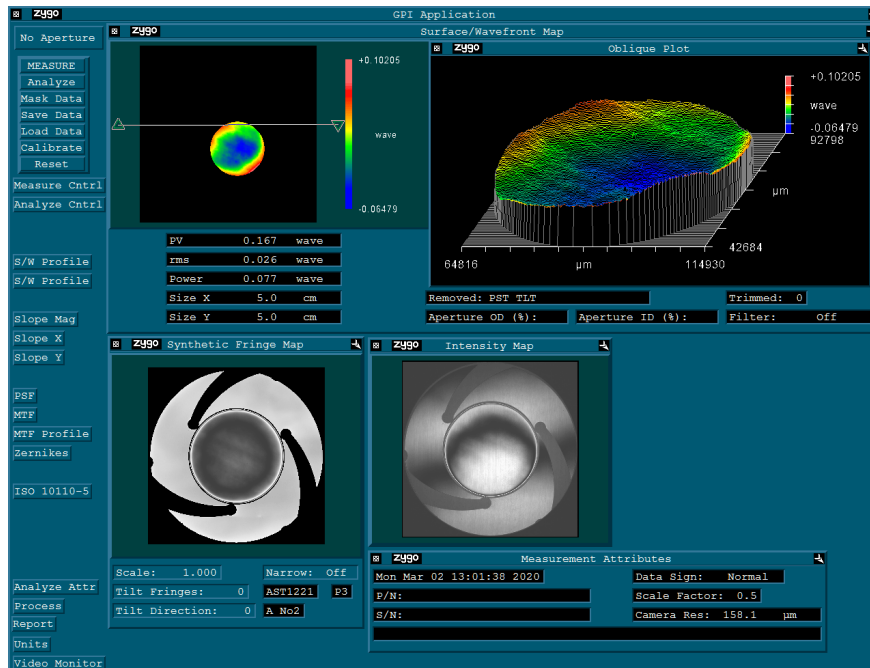 zygo GPI Application
No Aperture
MEASURE
Analyze
Mask Data
Save Data
Load Data
Calibrate
Reset
Measure Cntrl
Analyze Cntrl
S/W Profile
S/W Profile
Slope Mag
Slope X
Slope Y
PSF
MTF
MTF Profile
Zernikes
ISO 10110-5
Analyze Attr
Process
Report
Units
Video Monitor
zygo Surface/Wavefront Map
+0.10205
wave
-0.06479
PV 0.167 wave
rms 0.026 wave
Power 0.077 wave
Size X 5.0 cm
Size Y 5.0 cm
zygo Oblique Plot
+0.10205
wave
-0.06479
92798
µm
42684
64816 µm 114930
Removed: PST TLT Trimmed: 0
Aperture OD (%): Aperture ID (%): Filter: Off
zygo Synthetic Fringe Map
Scale: 1.000 Narrow: Off
Tilt Fringes: 0 AST1221 P3
Tilt Direction: 0 A No2
zygo Intensity Map
zygo Measurement Attributes
Mon Mar 02 13:01:38 2020 Data Sign: Normal
P/N: Scale Factor: 0.5
S/N: Camera Res: 158.1 µm